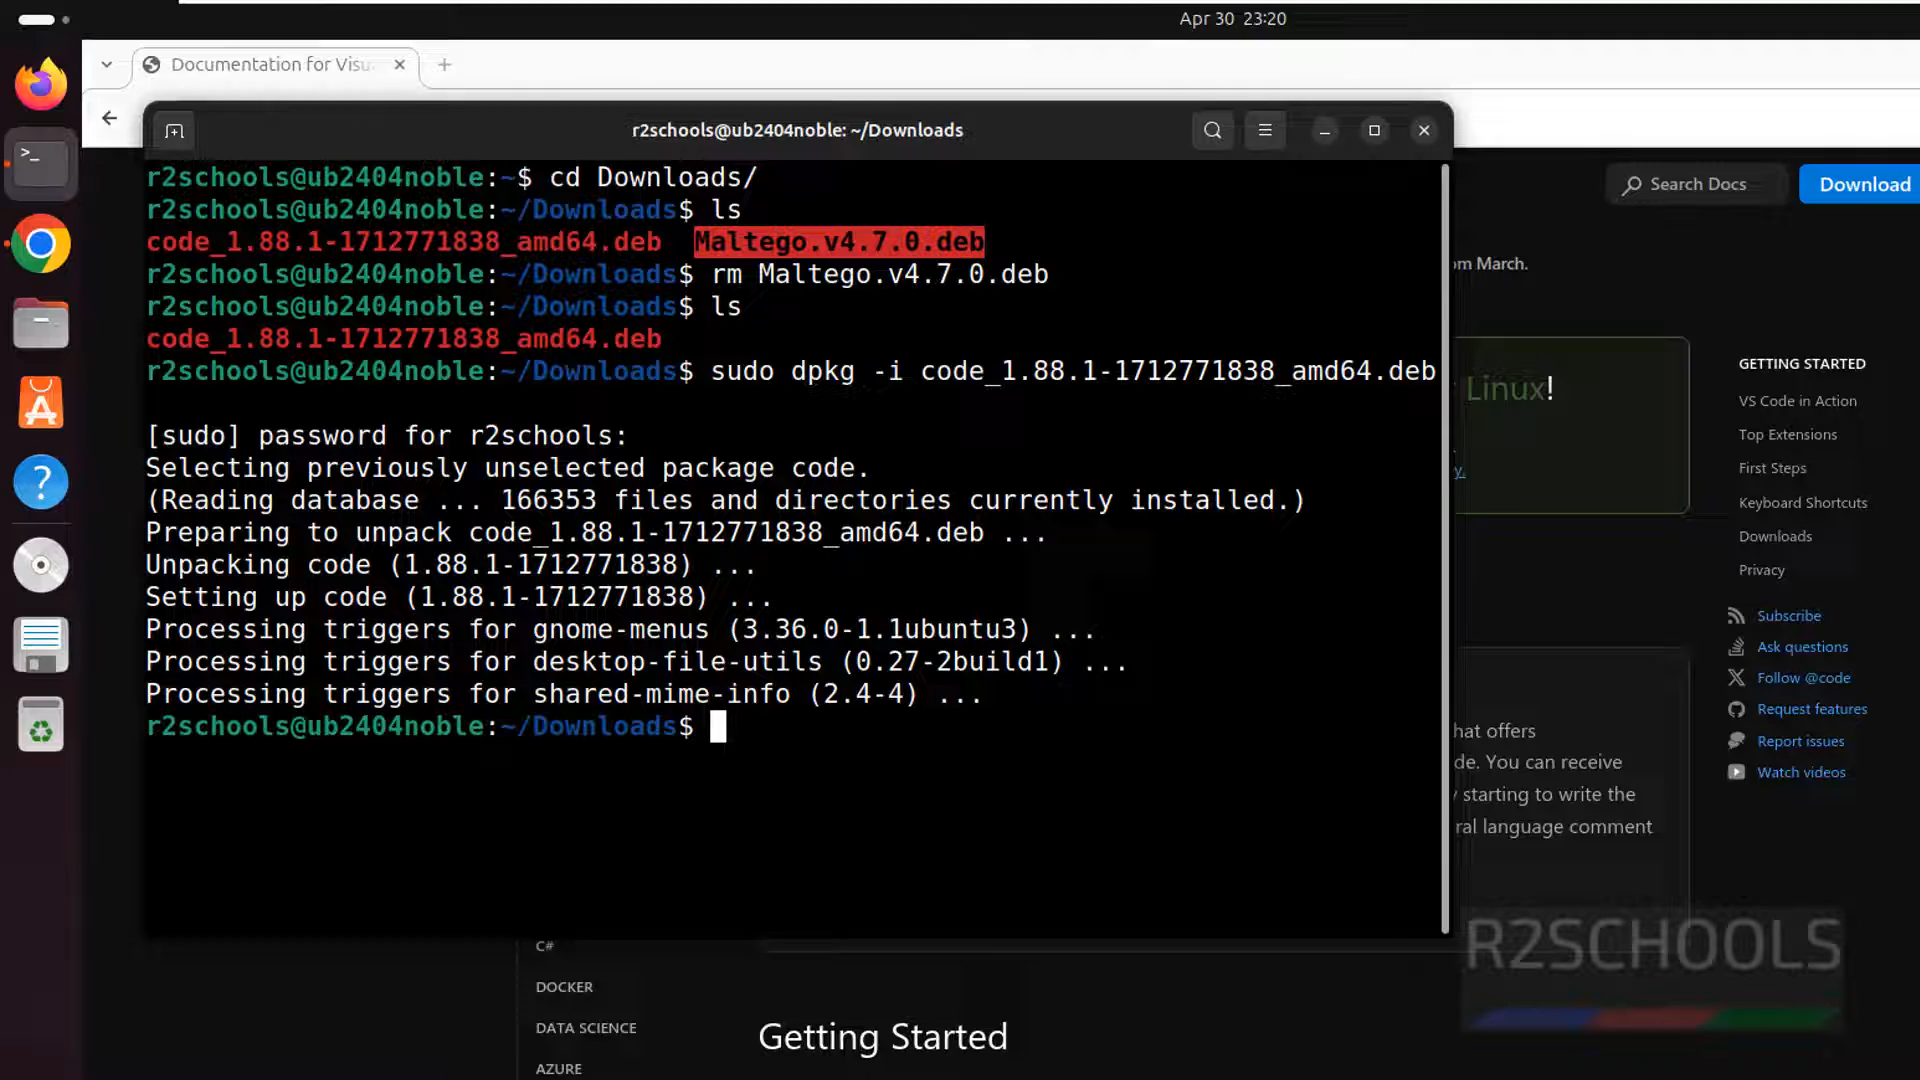 Apr 30 23:20
Documentation for Visu
r2schools@ub2404noble: ~/Downloads
r2schools@ub2404noble:~$ cd Downloads/
r2schools@ub2404noble:~/Downloads$ ls
code_1.88.1-1712771838_amd64.deb  Maltego.v4.7.0.deb
r2schools@ub2404noble:~/Downloads$ rm Maltego.v4.7.0.deb
r2schools@ub2404noble:~/Downloads$ ls
code_1.88.1-1712771838_amd64.deb
r2schools@ub2404noble:~/Downloads$ sudo dpkg -i code_1.88.1-1712771838_amd64.deb
[sudo] password for r2schools:
Selecting previously unselected package code.
(Reading database ... 166353 files and directories currently installed.)
Preparing to unpack code_1.88.1-1712771838_amd64.deb ...
Unpacking code (1.88.1-1712771838) ...
Setting up code (1.88.1-1712771838) ...
Processing triggers for gnome-menus (3.36.0-1.1ubuntu3) ...
Processing triggers for desktop-file-utils (0.27-2build1) ...
Processing triggers for shared-mime-info (2.4-4) ...
r2schools@ub2404noble:~/Downloads$
Search Docs
Download
om March.
Linux!
y.
GETTING STARTED
VS Code in Action
Top Extensions
First Steps
Keyboard Shortcuts
Downloads
Privacy
Subscribe
Ask questions
Follow @code
Request features
Report issues
Watch videos
hat offers
de. You can receive
starting to write the
ral language comment
C#
DOCKER
DATA SCIENCE
AZURE
Getting Started
R2SCHOOLS